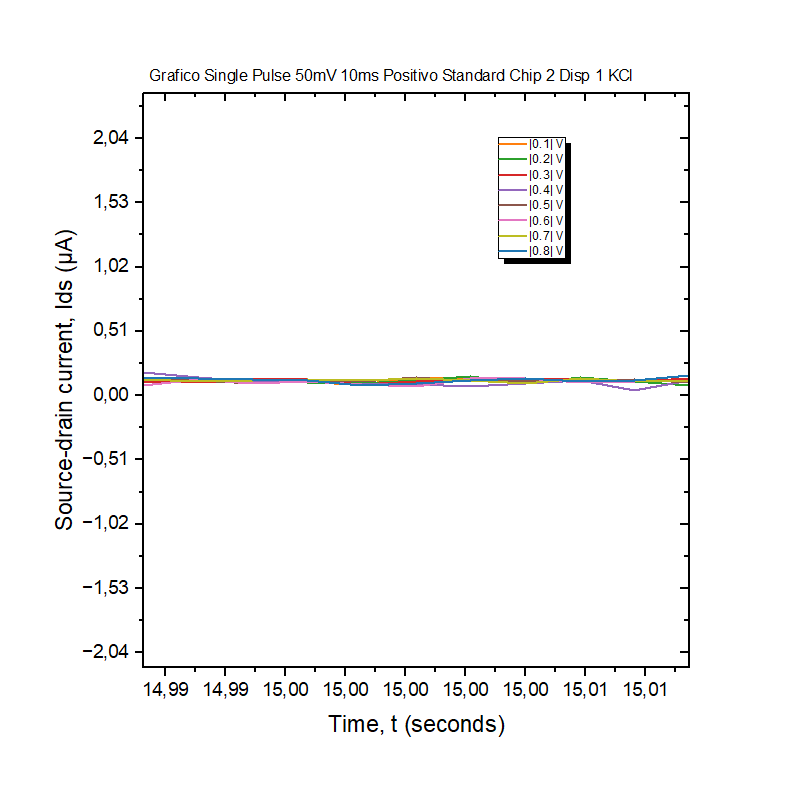 Grafico Single Pulse 50mV 10ms Positivo Standard Chip 2 Disp 1 KCl
|0.1| V
|0.2| V
|0.3| V
|0.4| V
|0.5| V
|0.6| V
|0.7| V
|0.8| V
Source-drain current, Ids (μA)
2,04
1,53
1,02
0,51
0,00
−0,51
−1,02
−1,53
−2,04
14,99 14,99 15,00 15,00 15,00 15,00 15,00 15,01 15,01
Time, t (seconds)